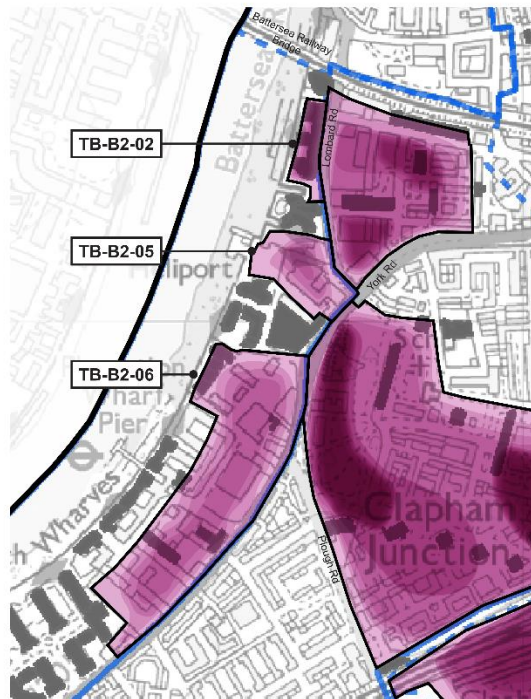 Battersea Railway
Bridge
Battersea
TB-B2-02
Lombard Rd
TB-B2-05
Heliport
York Rd
TB-B2-06
Pier
Wharves
Clapham
Junction
Plough Rd